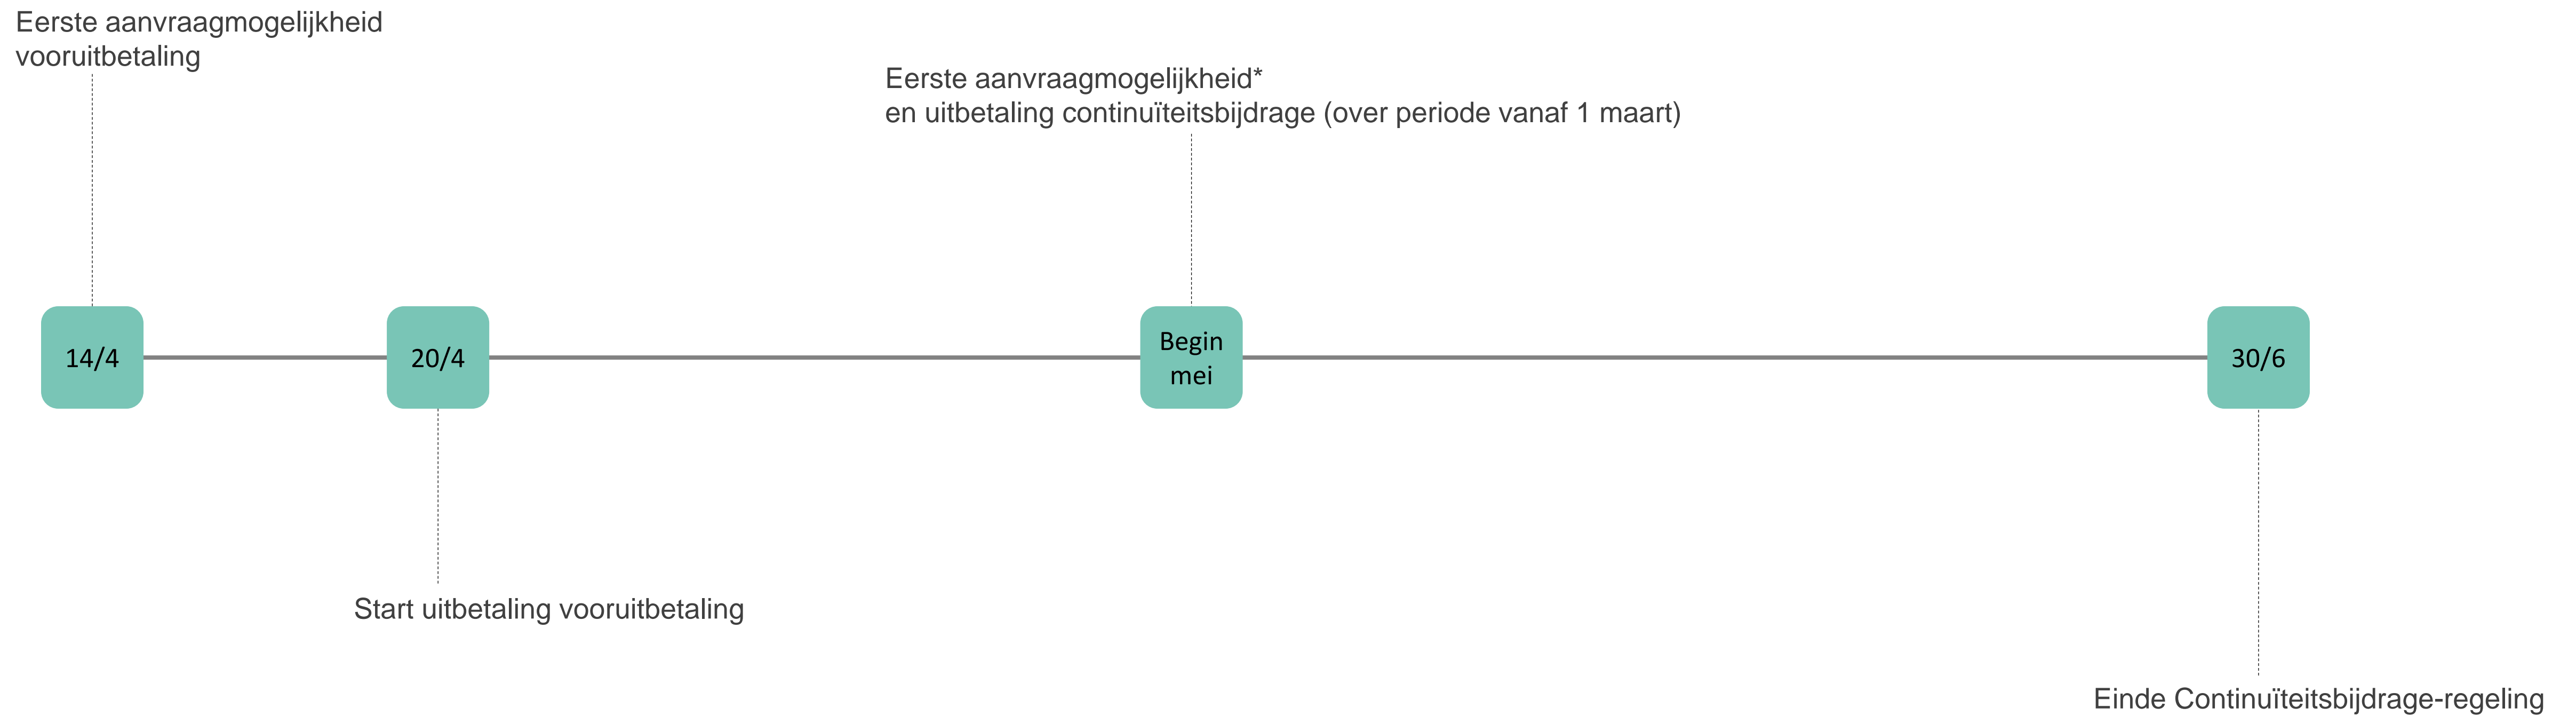 Eerste aanvraagmogelijkheid
vooruitbetaling
Eerste aanvraagmogelijkheid*
en uitbetaling continuïteitsbijdrage (over periode vanaf 1 maart)
14/4
20/4
Begin
mei
30/6
Start uitbetaling vooruitbetaling
Einde Continuïteitsbijdrage-regeling